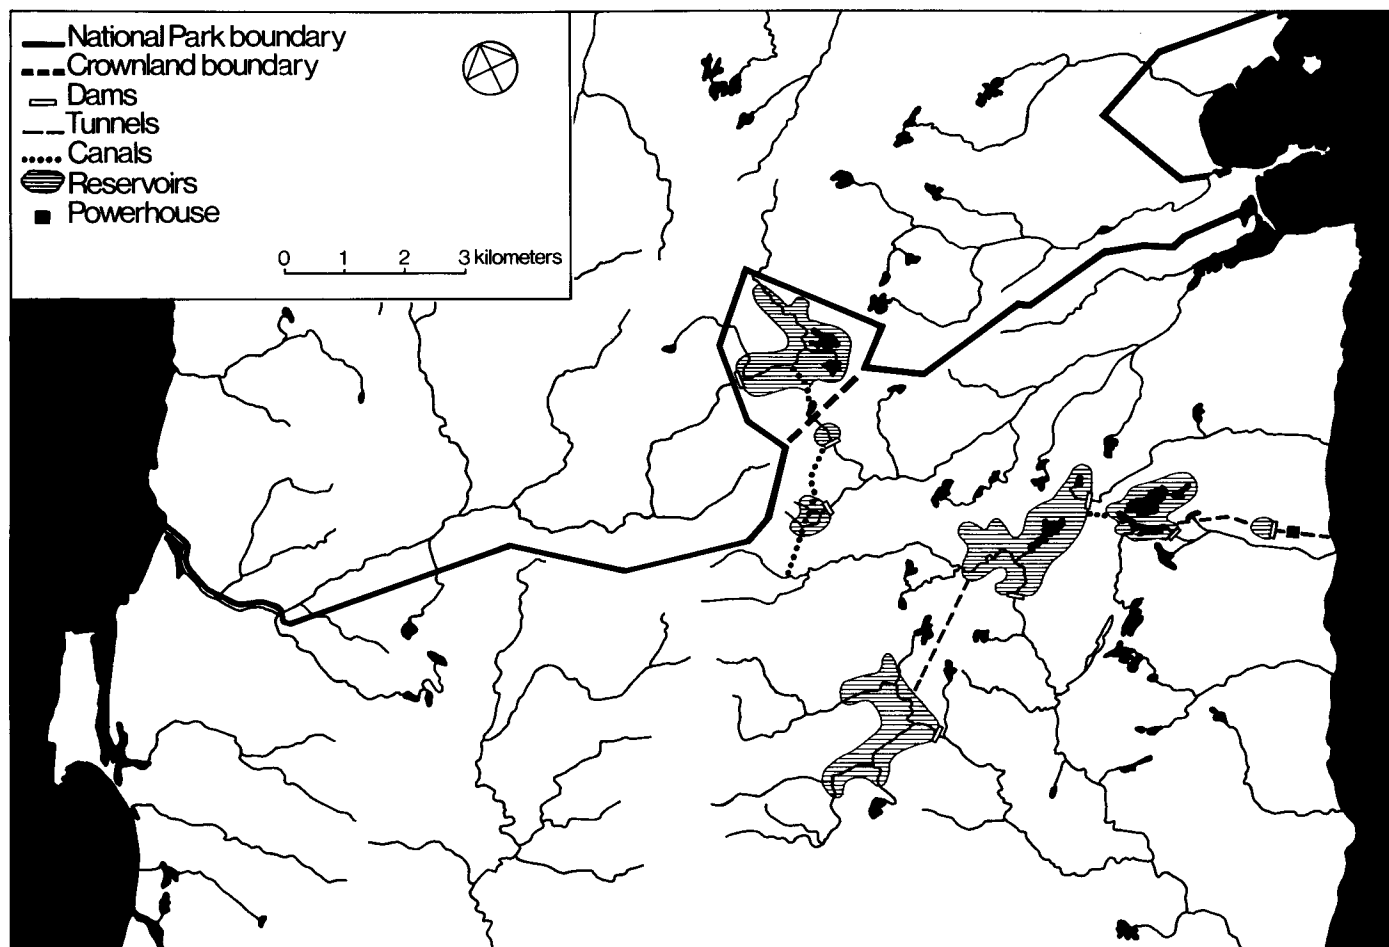 National Park boundary
Crownland boundary
Dams
Tunnels
Canals
Reservoirs
Powerhouse
0 1 2 3 kilometers